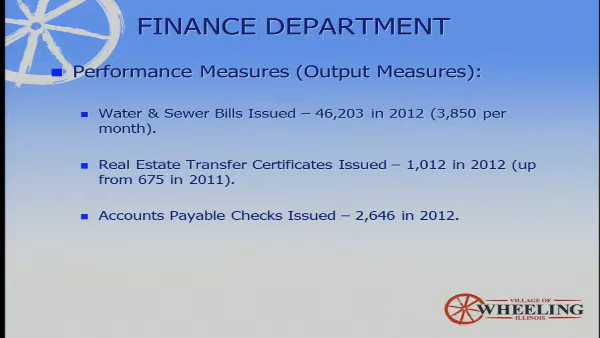 FINANCE DEPARTMENT
Performance Measures (Output Measures):
Water & Sewer Bills Issued – 46,203 in 2012 (3,850 per
month).
Real Estate Transfer Certificates Issued – 1,012 in 2012 (up
from 675 in 2011).
Accounts Payable Checks Issued – 2,646 in 2012.
VILLAGE OF
WHEELING
ILLINOIS